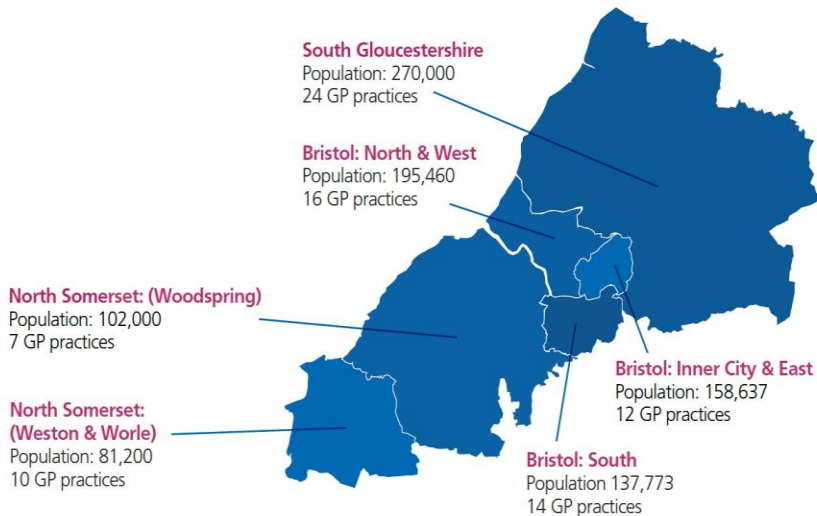 South Gloucestershire
Population: 270,000
24 GP practices
Bristol: North & West
Population: 195,460
16 GP practices
North Somerset: (Woodspring)
Population: 102,000
7 GP practices
North Somerset:
(Weston & Worle)
Population: 81,200
10 GP practices
Bristol: Inner City & East
Population: 158,637
12 GP practices
Bristol: South
Population 137,773
14 GP practices